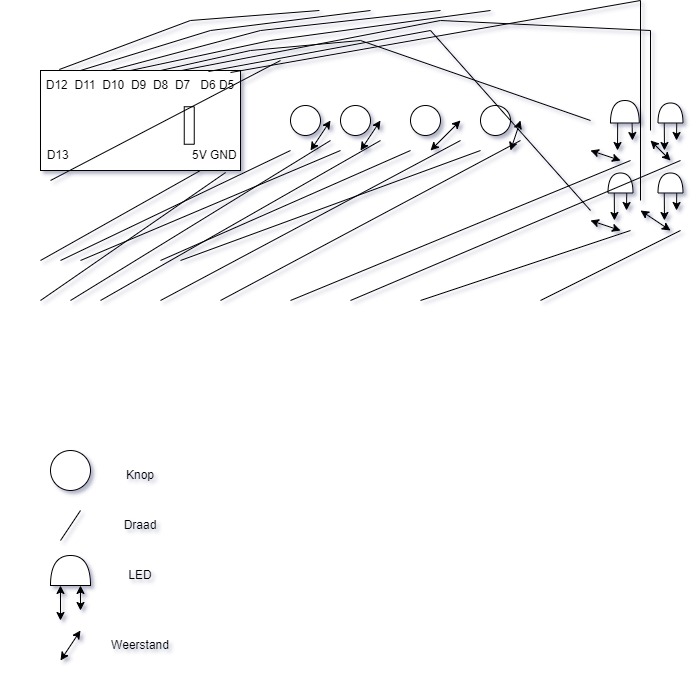 D12 D11 D10 D9 D8 D7 D6 D5
D13 5V GND
Knop
Draad
LED
Weerstand